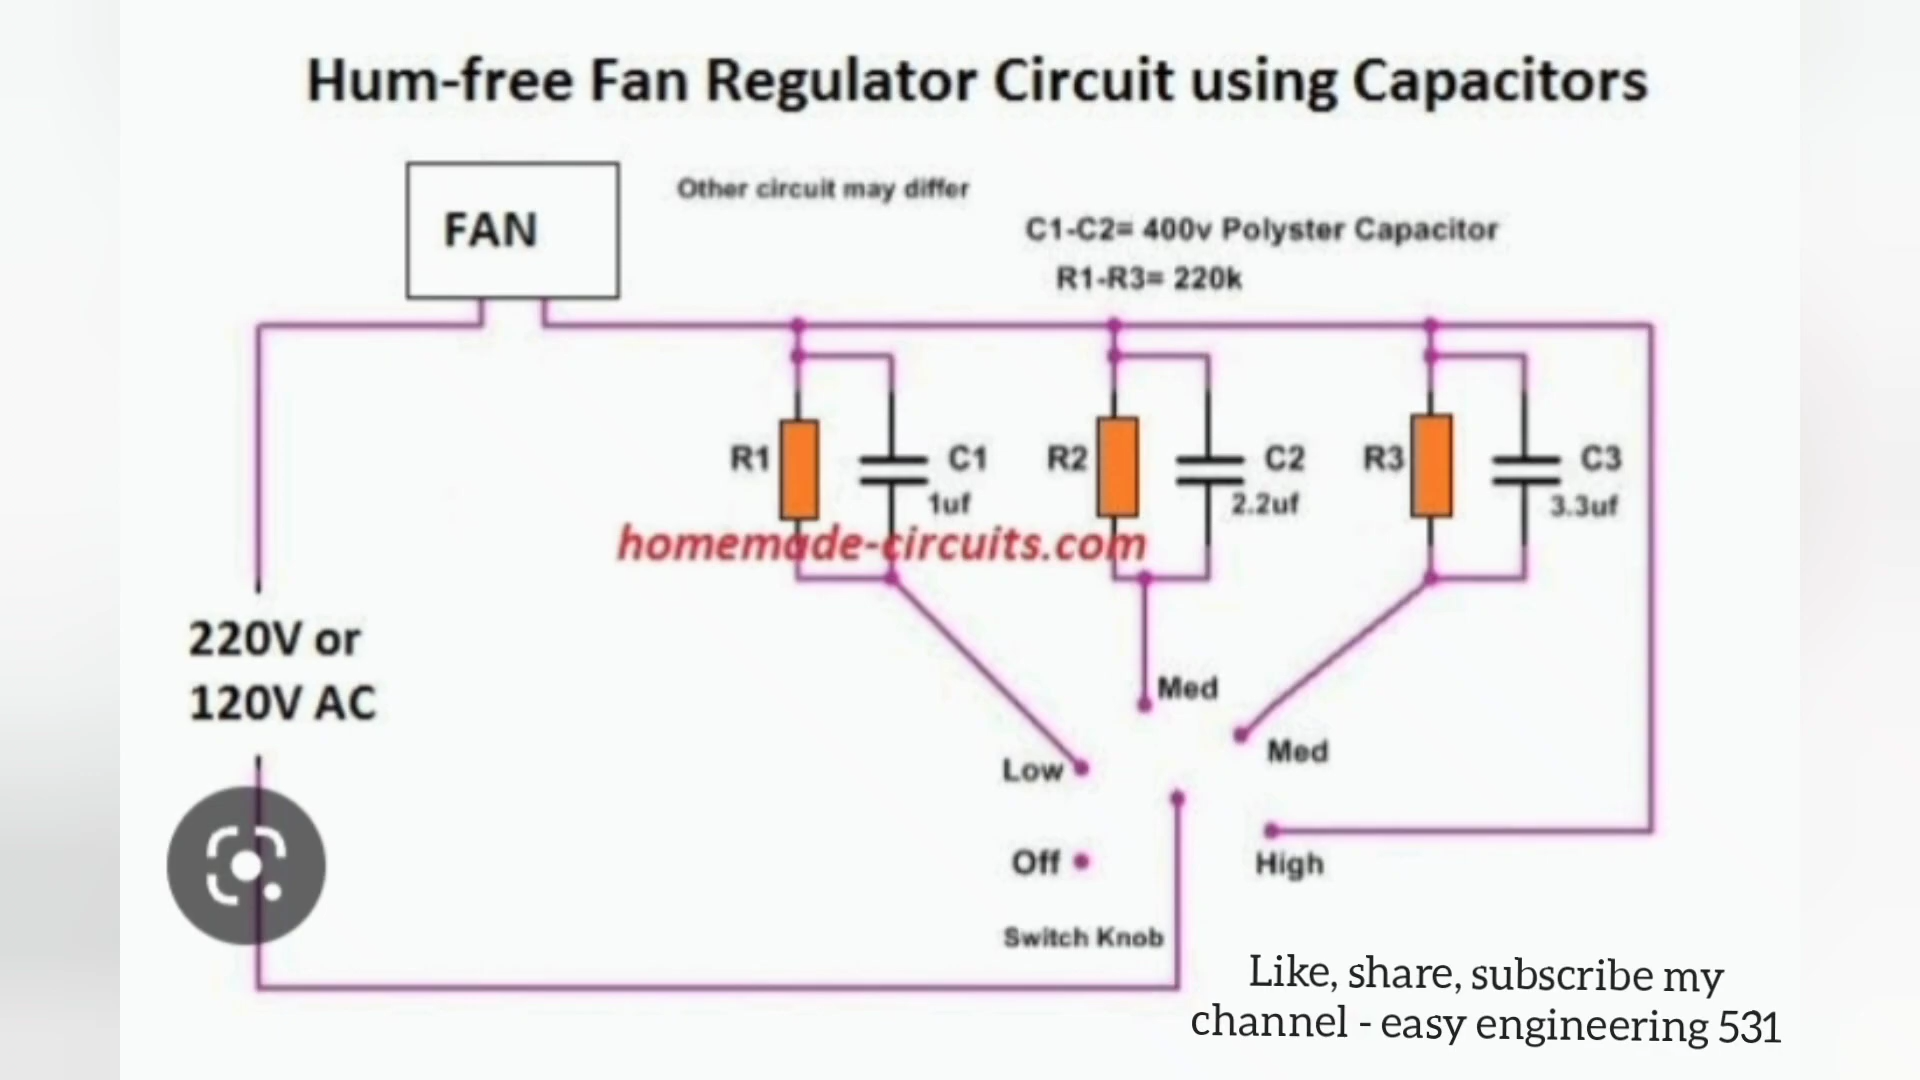 Hum-free Fan Regulator Circuit using Capacitors
FAN
Other circuit may differ
C1-C2= 400v Polyster Capacitor
R1-R3= 220k
R1
C1
1uf
R2
C2
2.2uf
R3
C3
3.3uf
homemade-circuits.com
220V or
120V AC
Med
Med
Low
Off
High
Switch Knob
Like, share, subscribe my
channel - easy engineering 531